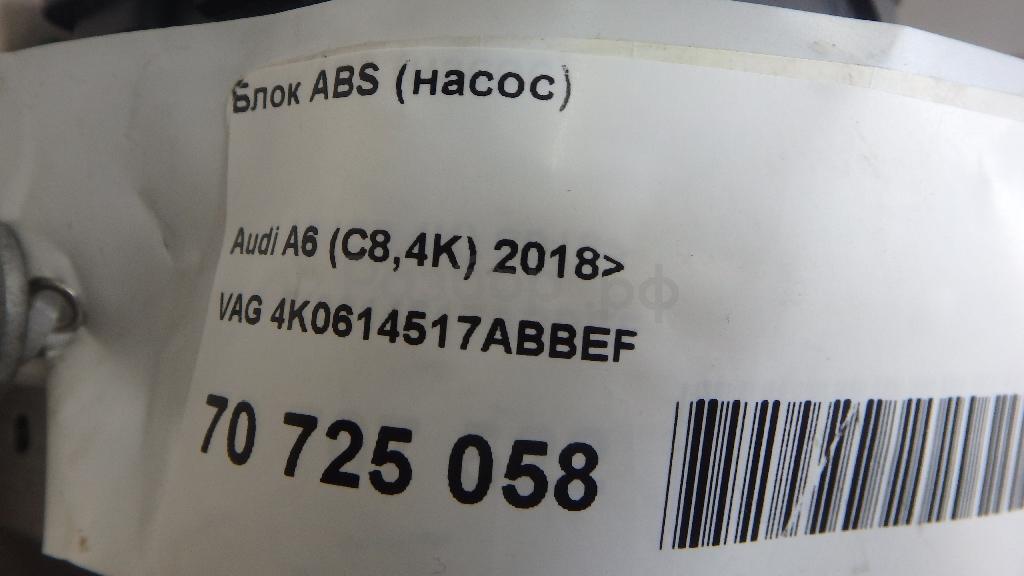 Блок ABS (насос)
Audi A6 (C8,4K) 2018>
VAG 4K0614517ABBEF
70 725 058